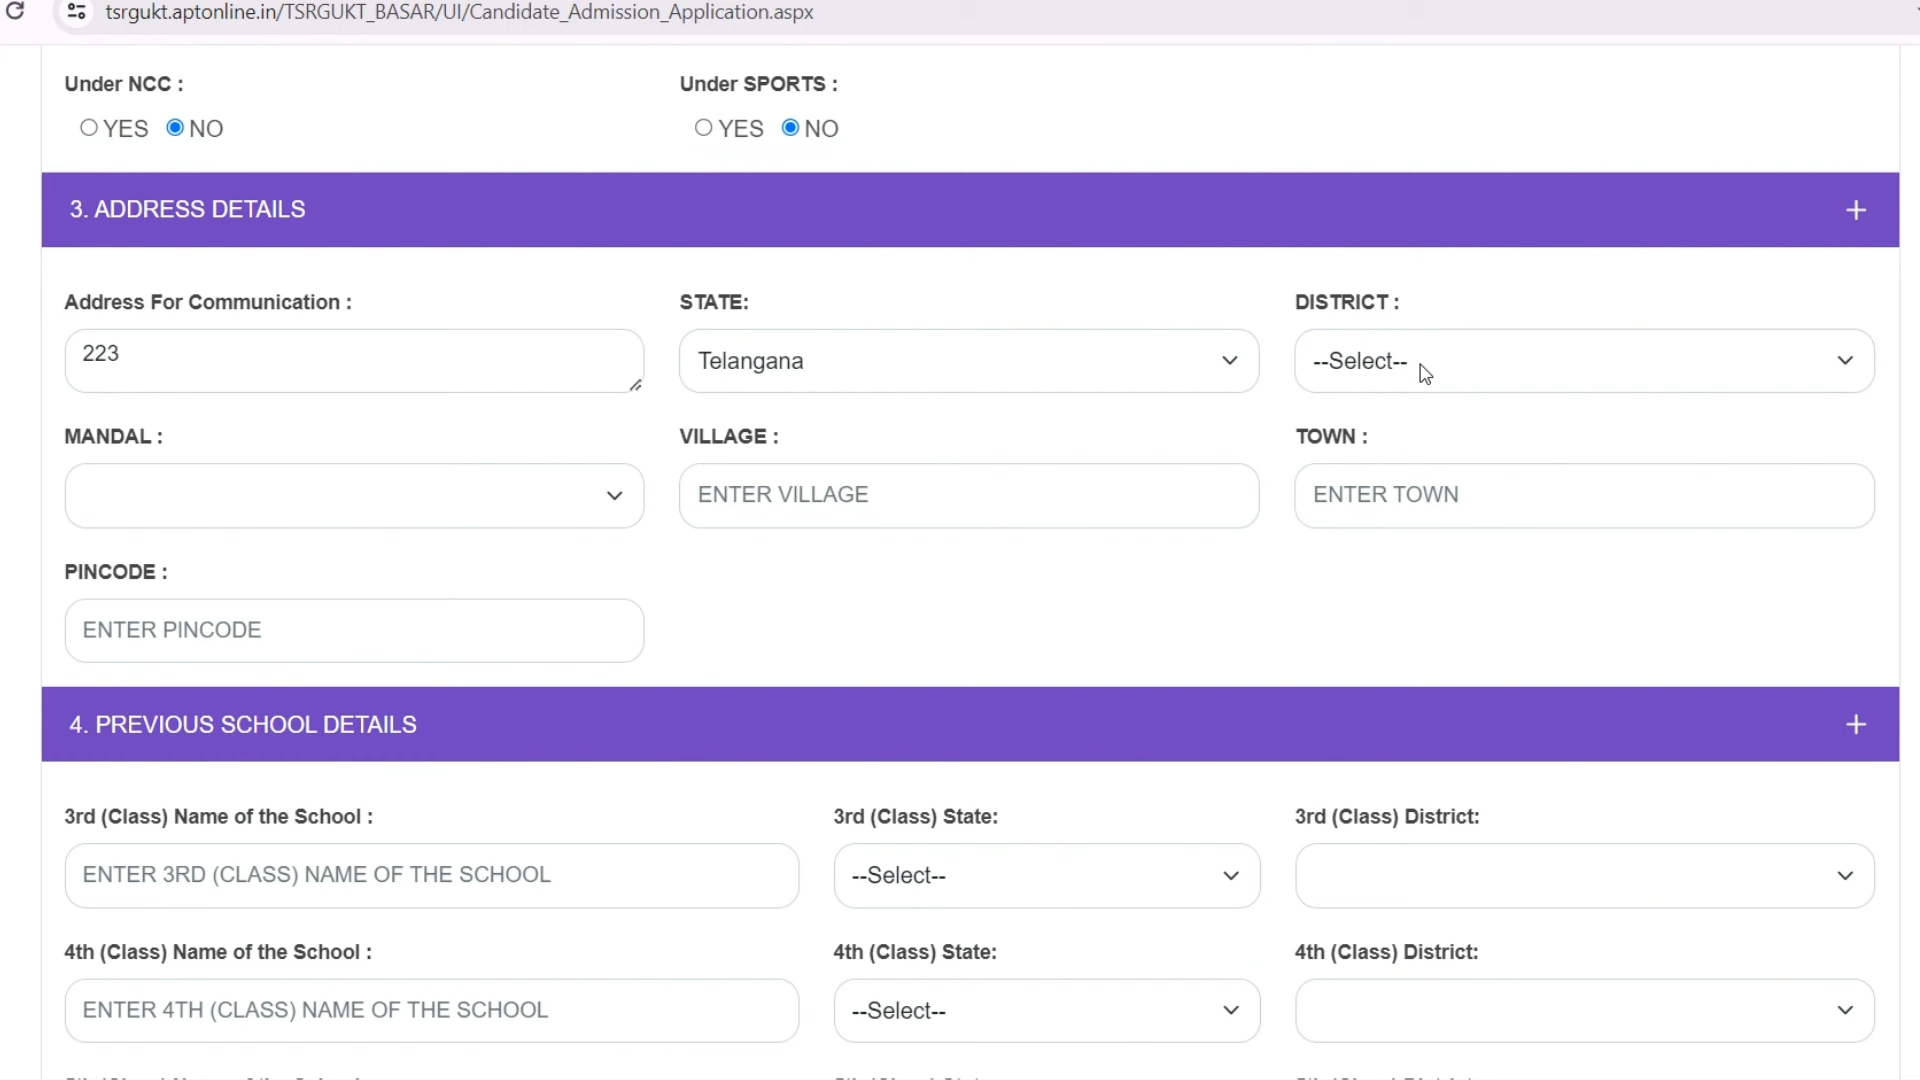 tsrgukt.aptonline.in/TSRGUKT_BASAR/UI/Candidate_Admission_Application.aspx
Under NCC : Under SPORTS :
YES NO YES NO
3. ADDRESS DETAILS +
Address For Communication : STATE: DISTRICT :
223 Telangana --Select--
MANDAL : VILLAGE : TOWN :
ENTER VILLAGE ENTER TOWN
PINCODE :
ENTER PINCODE
4. PREVIOUS SCHOOL DETAILS +
3rd (Class) Name of the School : 3rd (Class) State: 3rd (Class) District:
ENTER 3RD (CLASS) NAME OF THE SCHOOL --Select--
4th (Class) Name of the School : 4th (Class) State: 4th (Class) District:
ENTER 4TH (CLASS) NAME OF THE SCHOOL --Select--